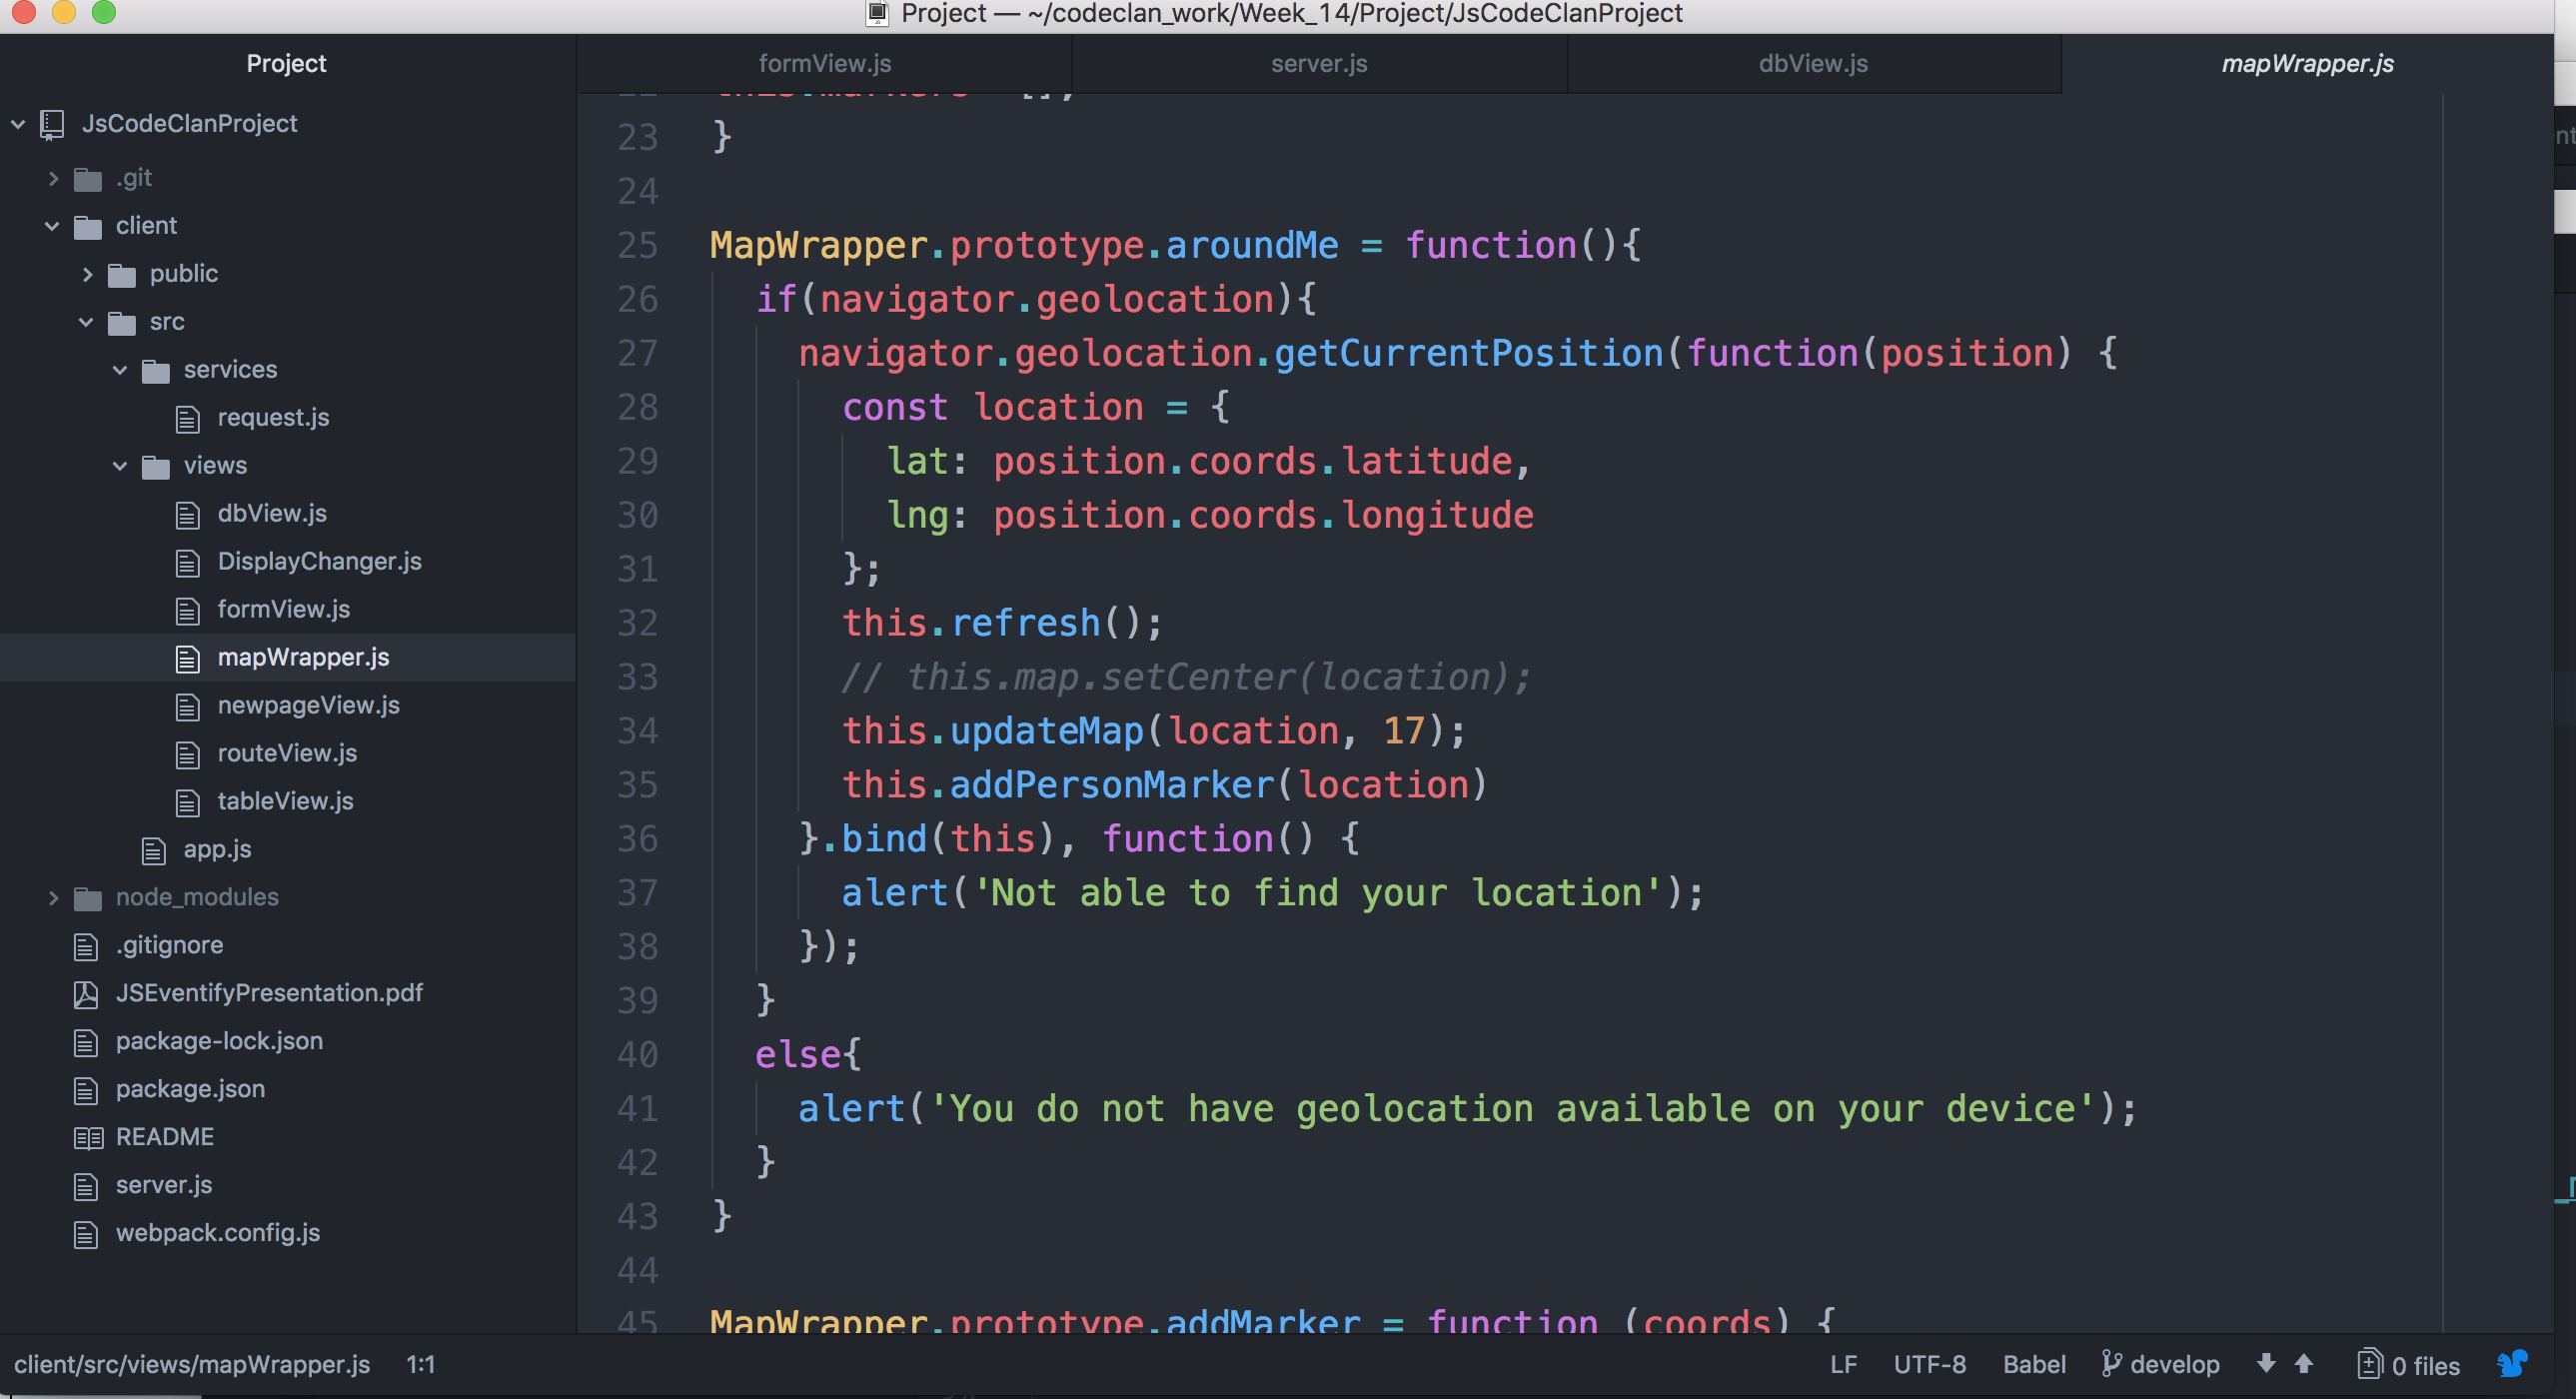 Project — ~/codeclan_work/Week_14/Project/JsCodeClanProject
Project
formView.js
server.js
dbView.js
mapWrapper.js
JsCodeClanProject
.git
client
public
src
services
request.js
views
dbView.js
DisplayChanger.js
formView.js
mapWrapper.js
newpageView.js
routeView.js
tableView.js
app.js
node_modules
.gitignore
JSEventifyPresentation.pdf
package-lock.json
package.json
README
server.js
webpack.config.js
23 }
24
25 MapWrapper.prototype.aroundMe = function(){
26 if(navigator.geolocation){
27 navigator.geolocation.getCurrentPosition(function(position) {
28 const location = {
29 lat: position.coords.latitude,
30 lng: position.coords.longitude
31 };
32 this.refresh();
33 // this.map.setCenter(location);
34 this.updateMap(location, 17);
35 this.addPersonMarker(location)
36 }.bind(this), function() {
37 alert('Not able to find your location');
38 });
39 }
40 else{
41 alert('You do not have geolocation available on your device');
42 }
43 }
44
45 MapWrapper.prototype.addMarker = function (coords) {
client/src/views/mapWrapper.js 1:1
LF UTF-8 Babel develop 0 files